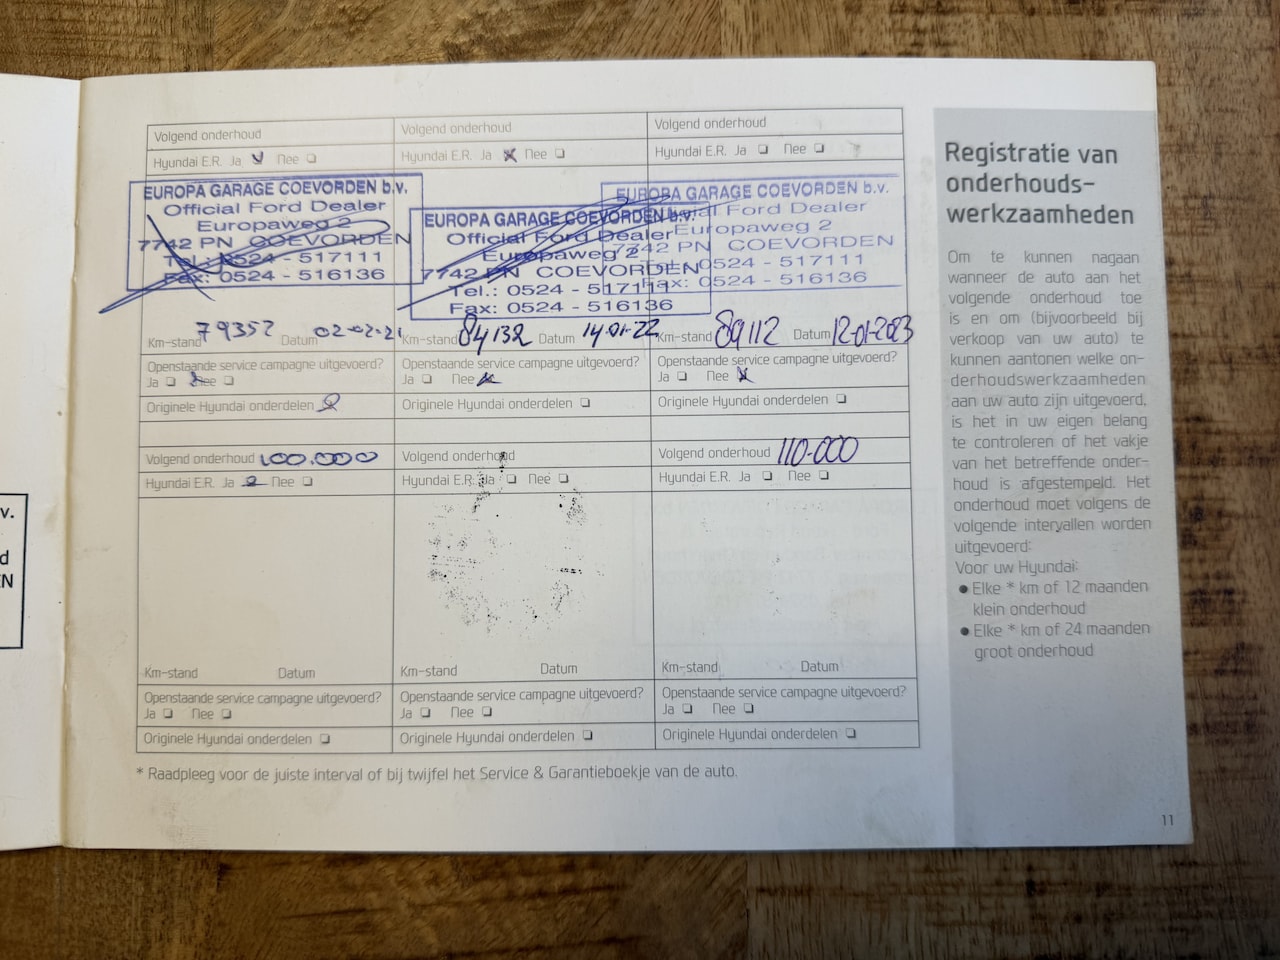 Volgend onderhoud
Hyundai E.R. Ja Nee
EUROPA GARAGE COEVORDEN b.v.
Official Ford Dealer
Europaweg 2
7742 PN COEVORDEN
Tel.: 0524 - 517111
Fax: 0524 - 516136
Km-stand 79352 Datum 02-02-21
Openstaande service campagne uitgevoerd?
Ja Nee
Originele Hyundai onderdelen
Volgend onderhoud
Hyundai E.R. Ja Nee
EUROPA GARAGE COEVORDEN b.v.
Official Ford Dealer
Europaweg 2
7742 PN COEVORDEN
Tel.: 0524 - 517111
Fax: 0524 - 516136
Km-stand 84132 Datum 14-01-22
Openstaande service campagne uitgevoerd?
Ja Nee
Originele Hyundai onderdelen
Volgend onderhoud
Hyundai E.R. Ja Nee
EUROPA GARAGE COEVORDEN b.v.
Official Ford Dealer
Europaweg 2
7742 PN COEVORDEN
Tel.: 0524 - 517111
Fax: 0524 - 516136
Km-stand 89112 Datum 12-01-2023
Openstaande service campagne uitgevoerd?
Ja Nee
Originele Hyundai onderdelen
Volgend onderhoud 100.000
Hyundai E.R. Ja Nee
Km-stand Datum
Openstaande service campagne uitgevoerd?
Ja Nee
Originele Hyundai onderdelen
Volgend onderhoud
Hyundai E.R. Ja Nee
Km-stand Datum
Openstaande service campagne uitgevoerd?
Ja Nee
Originele Hyundai onderdelen
Volgend onderhoud 110-000
Hyundai E.R. Ja Nee
Km-stand Datum
Openstaande service campagne uitgevoerd?
Ja Nee
Originele Hyundai onderdelen
* Raadpleeg voor de juiste interval of bij twijfel het Service & Garantieboekje van de auto.
Registratie van
onderhouds-
werkzaamheden
Om te kunnen nagaan
wanneer de auto aan het
volgende onderhoud toe
is en om (bijvoorbeeld bij
verkoop van uw auto) te
kunnen aantonen welke on-
derhoudswerkzaamheden
aan uw auto zijn uitgevoerd,
is het in uw eigen belang
te controleren of het vakje
van het betreffende onder-
houd is afgestempeld. Het
onderhoud moet volgens de
volgende intervallen worden
uitgevoerd:
Voor uw Hyundai:
● Elke * km of 12 maanden
klein onderhoud
● Elke * km of 24 maanden
groot onderhoud
11
v.
d
EN